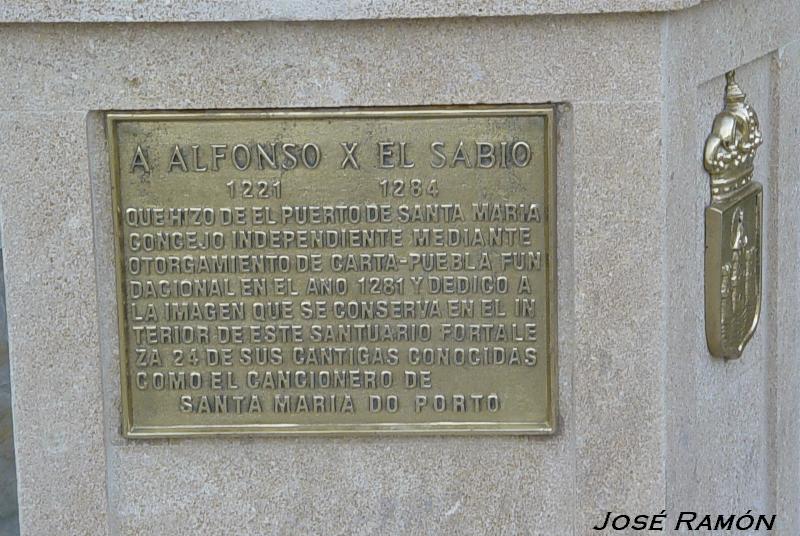 A ALFONSO X EL SABIO
1221 1284
QUE HIZO DE EL PUERTO DE SANTA MARIA
CONCEJO INDEPENDIENTE MEDIANTE
OTORGAMIENTO DE CARTA-PUEBLA FUN
DACIONAL EN EL AÑO 1281 Y DEDICO A
LA IMAGEN QUE SE CONSERVA EN EL IN
TERIOR DE ESTE SANTUARIO FORTALE
ZA 24 DE SUS CANTIGAS CONOCIDAS
COMO EL CANCIONERO DE
SANTA MARIA DO PORTO
JOSÉ RAMÓN